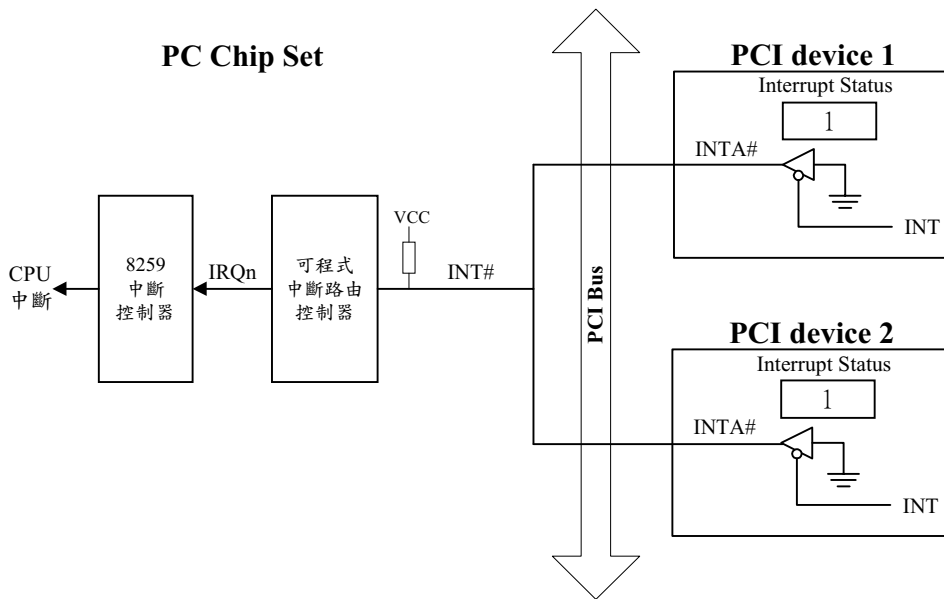 PC Chip Set
PCI device 1
Interrupt Status
1
INTA#
INT
VCC
CPU
中斷
8259
中斷
控制器
IRQn
可程式
中斷路由
控制器
INT#
PCI Bus
PCI device 2
Interrupt Status
1
INTA#
INT